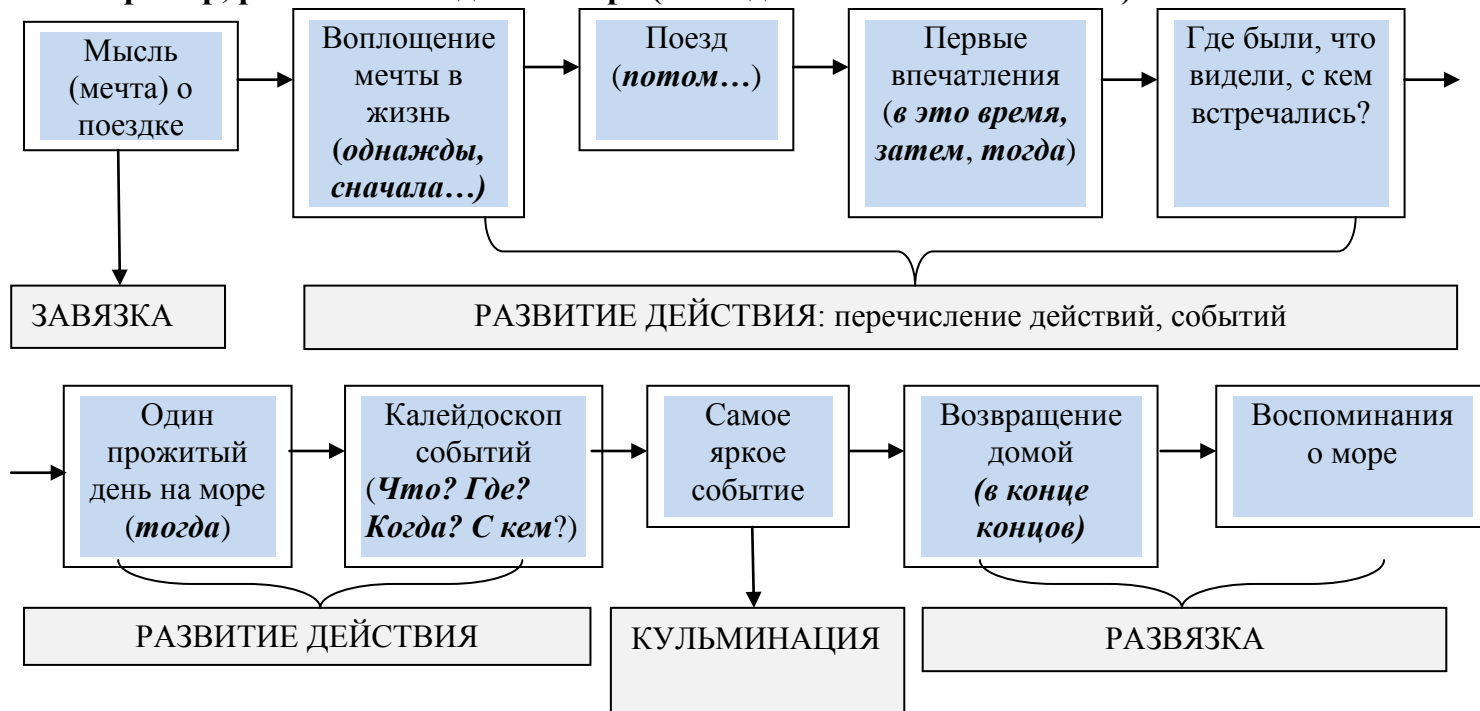 Мысль
(мечта) о
поездке
Воплощение
мечты в
жизнь
(однажды,
сначала…)
Поезд
(потом…)
Первые
впечатления
(в это время,
затем, тогда)
Где были, что
видели, с кем
встречались?
ЗАВЯЗКА
РАЗВИТИЕ ДЕЙСТВИЯ: перечисление действий, событий
Один
прожитый
день на море
(тогда)
Калейдоскоп
событий
(Что? Где?
Когда? С кем?)
Самое
яркое
событие
Возвращение
домой
(в конце
концов)
Воспоминания
о море
РАЗВИТИЕ ДЕЙСТВИЯ
КУЛЬМИНАЦИЯ
РАЗВЯЗКА